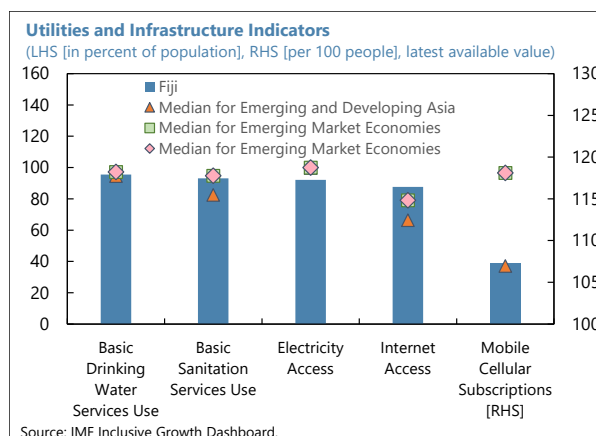 Utilities and Infrastructure Indicators
(LHS [in percent of population], RHS [per 100 people], latest available value)
160
140
120
100
80
60
40
20
0
130
125
120
115
110
105
100
Fiji
Median for Emerging and Developing Asia
Median for Emerging Market Economies
Median for Emerging Market Economies
Basic
Drinking
Water
Services Use
Basic
Sanitation
Services Use
Electricity
Access
Internet
Access
Mobile
Cellular
Subscriptions
[RHS]
Source: IMF Inclusive Growth Dashboard.